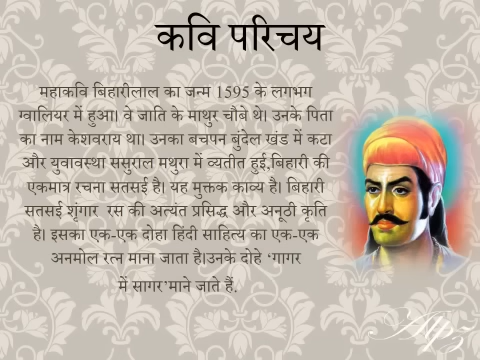 कवि परिचय
महाकवि बिहारीलाल का जन्म 1595 के लगभग
ग्वालियर में हुआ। वे जाति के माथुर चौबे थे। उनके पिता
का नाम केशवराय था। उनका बचपन बुंदेल खंड में कटा
और युवावस्था ससुराल मथुरा में व्यतीत हुई,बिहारी की
एकमात्र रचना सतसई है। यह मुक्तक काव्य है। बिहारी
सतसई शृंगार रस की अत्यंत प्रसिद्ध और अनूठी कृति
है। इसका एक-एक दोहा हिंदी साहित्य का एक-एक
अनमोल रत्न माना जाता है।उनके दोहे ‘गागर
में सागर’माने जाते हैं.